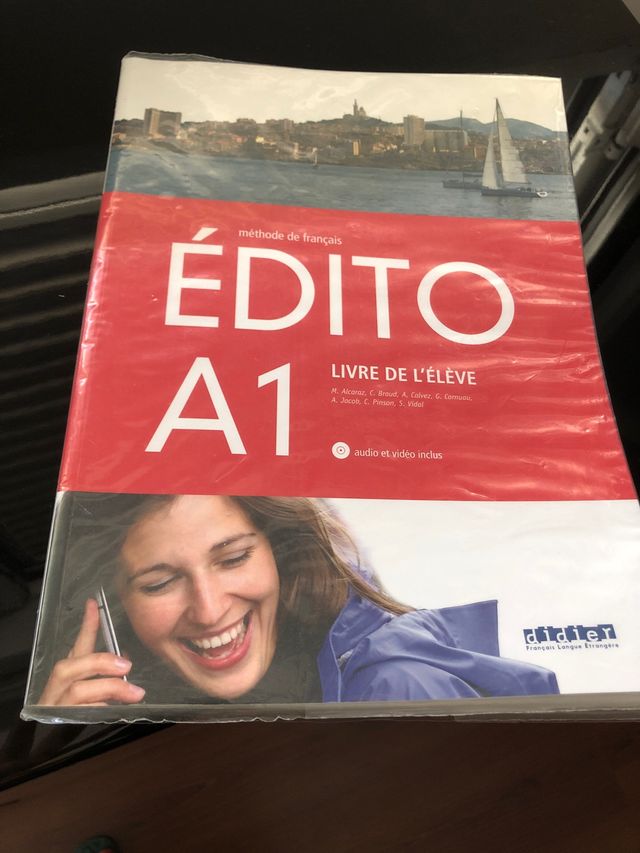 méthode de français
ÉDITO
A1
LIVRE DE L'ÉLÈVE
M. Alcaraz, C. Braud, A. Calvez, G. Cornuau,
A. Jacob, C. Pinson, S. Vidal
audio et vidéo inclus
didier
Français Langue Étrangère